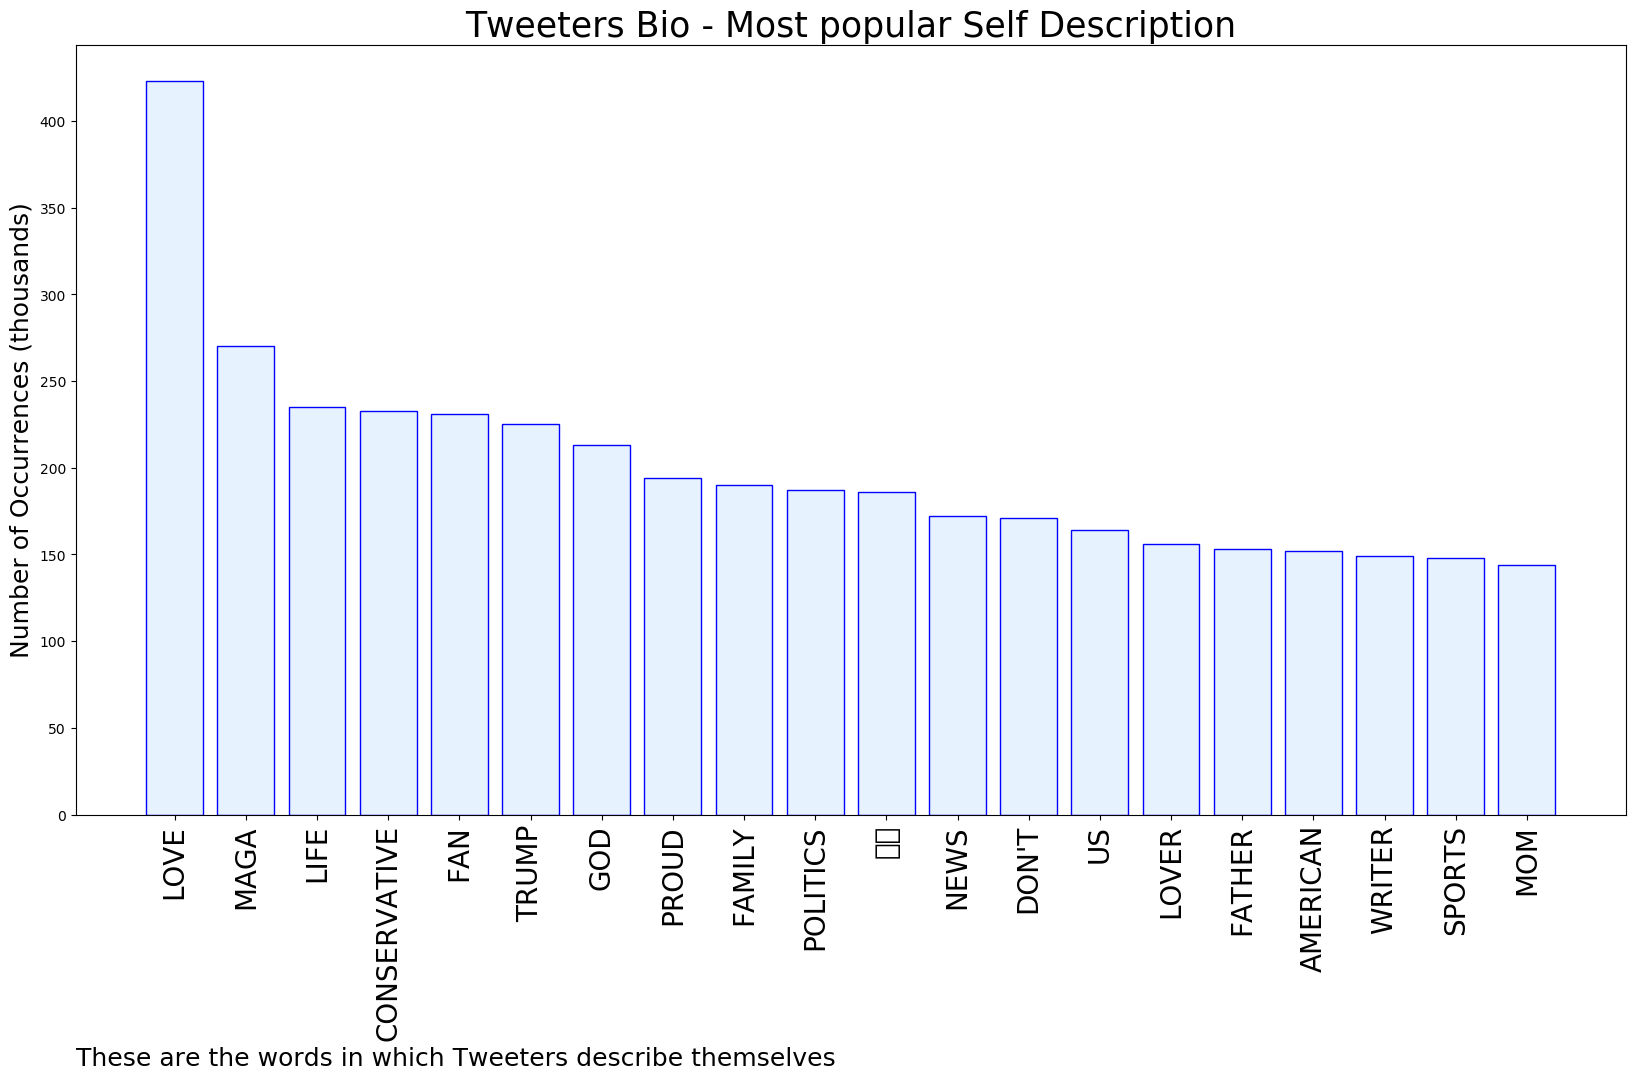 Tweeters Bio - Most popular Self Description
Number of Occurrences (thousands)
400
350
300
250
200
150
100
50
0
LOVE
MAGA
LIFE
CONSERVATIVE
FAN
TRUMP
GOD
PROUD
FAMILY
POLITICS
NEWS
DON'T
US
LOVER
FATHER
AMERICAN
WRITER
SPORTS
MOM
These are the words in which Tweeters describe themselves